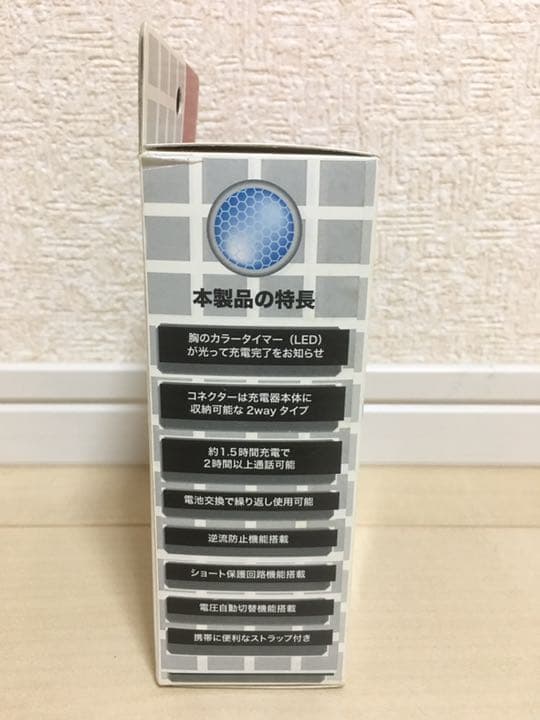 本製品の特長
胸のカラータイマー（LED）
が光って充電完了をお知らせ
コネクターは充電器本体に
収納可能な 2way タイプ
約1.5時間充電で
2時間以上通話可能
電池交換で繰り返し使用可能
逆流防止機能搭載
ショート保護回路機能搭載
電圧自動切替機能搭載
携帯に便利なストラップ付き